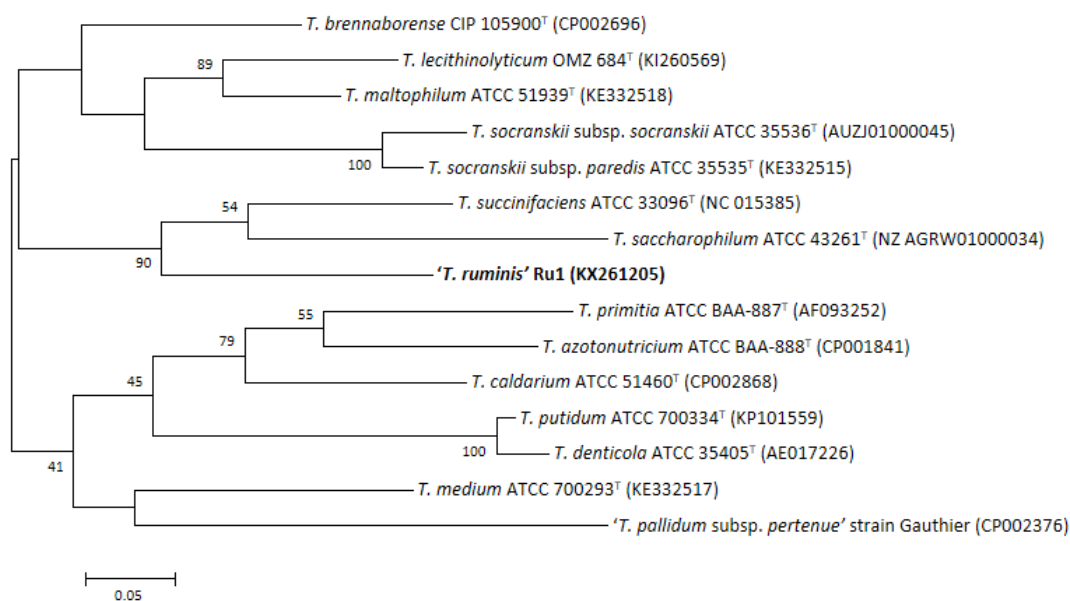 T. brennaborense CIP 105900ᵀ (CP002696)
89
T. lecithinolyticum OMZ 684ᵀ (KI260569)
T. maltophilum ATCC 51939ᵀ (KE332518)
T. socranskii subsp. socranskii ATCC 35536ᵀ (AUZJ01000045)
100
T. socranskii subsp. paredis ATCC 35535ᵀ (KE332515)
54
T. succinifaciens ATCC 33096ᵀ (NC 015385)
T. saccharophilum ATCC 43261ᵀ (NZ AGRW01000034)
90
‘T. ruminis’ Ru1 (KX261205)
55
T. primitia ATCC BAA-887ᵀ (AF093252)
79
T. azotonutricium ATCC BAA-888ᵀ (CP001841)
45
T. caldarium ATCC 51460ᵀ (CP002868)
T. putidum ATCC 700334ᵀ (KP101559)
100
T. denticola ATCC 35405ᵀ (AE017226)
41
T. medium ATCC 700293ᵀ (KE332517)
‘T. pallidum subsp. pertenue’ strain Gauthier (CP002376)
0.05